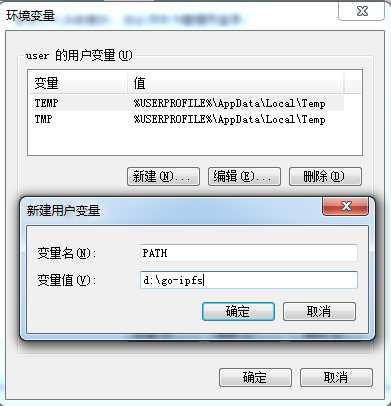 环境变量
user 的用户变量(U)
变量 值
TEMP %USERPROFILE%\AppData\Local\Temp
TMP %USERPROFILE%\AppData\Local\Temp
新建(N)... 编辑(E)... 删除(D)
新建用户变量
变量名(N): PATH
变量值(V): d:\go-ipfs
确定 取消
确定 取消